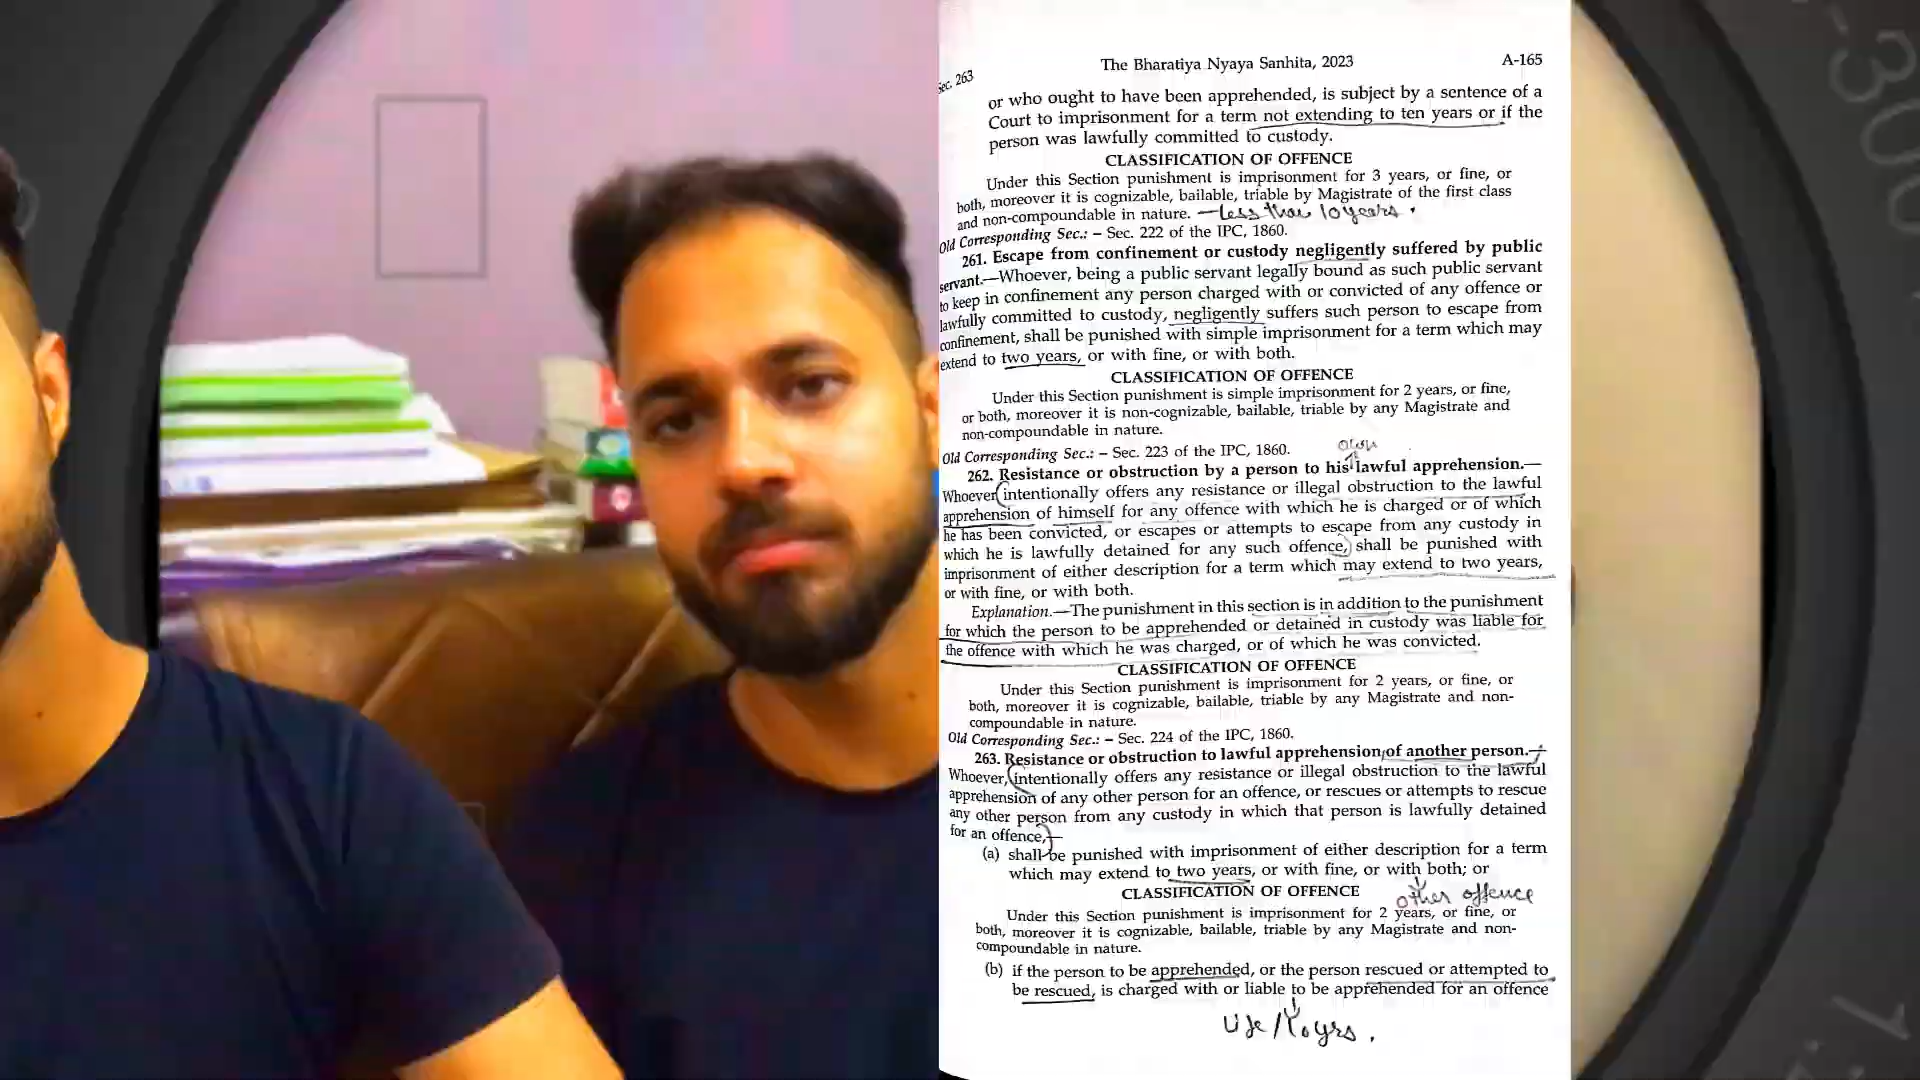 Sec. 263
The Bharatiya Nyaya Sanhita, 2023
A-165
or who ought to have been apprehended, is subject by a sentence of a
Court to imprisonment for a term not extending to ten years or if the
person was lawfully committed to custody.
CLASSIFICATION OF OFFENCE
Under this Section punishment is imprisonment for 3 years, or fine, or
both, moreover it is cognizable, bailable, triable by Magistrate of the first class
and non-compoundable in nature. — less than 10 years.
Old Corresponding Sec.: – Sec. 222 of the IPC, 1860.
261. Escape from confinement or custody negligently suffered by public
servant.—Whoever, being a public servant legally bound as such public servant
to keep in confinement any person charged with or convicted of any offence or
lawfully committed to custody, negligently suffers such person to escape from
confinement, shall be punished with simple imprisonment for a term which may
extend to two years, or with fine, or with both.
CLASSIFICATION OF OFFENCE
Under this Section punishment is simple imprisonment for 2 years, or fine,
or both, moreover it is non-cognizable, bailable, triable by any Magistrate and
non-compoundable in nature.
Old Corresponding Sec.: – Sec. 223 of the IPC, 1860.
own
262. Resistance or obstruction by a person to his lawful apprehension.—
Whoever intentionally offers any resistance or illegal obstruction to the lawful
apprehension of himself for any offence with which he is charged or of which
he has been convicted, or escapes or attempts to escape from any custody in
which he is lawfully detained for any such offence, shall be punished with
imprisonment of either description for a term which may extend to two years,
or with fine, or with both.
Explanation.—The punishment in this section is in addition to the punishment
for which the person to be apprehended or detained in custody was liable for
the offence with which he was charged, or of which he was convicted.
CLASSIFICATION OF OFFENCE
Under this Section punishment is imprisonment for 2 years, or fine, or
both, moreover it is cognizable, bailable, triable by any Magistrate and non-
compoundable in nature.
Old Corresponding Sec.: – Sec. 224 of the IPC, 1860.
263. Resistance or obstruction to lawful apprehension of another person.—
Whoever, intentionally offers any resistance or illegal obstruction to the lawful
apprehension of any other person for an offence, or rescues or attempts to rescue
any other person from any custody in which that person is lawfully detained
for an offence,—
(a) shall be punished with imprisonment of either description for a term
which may extend to two years, or with fine, or with both; or
CLASSIFICATION OF OFFENCE
other offence
Under this Section punishment is imprisonment for 2 years, or fine, or
both, moreover it is cognizable, bailable, triable by any Magistrate and non-
compoundable in nature.
(b) if the person to be apprehended, or the person rescued or attempted to
be rescued, is charged with or liable to be apprehended for an offence